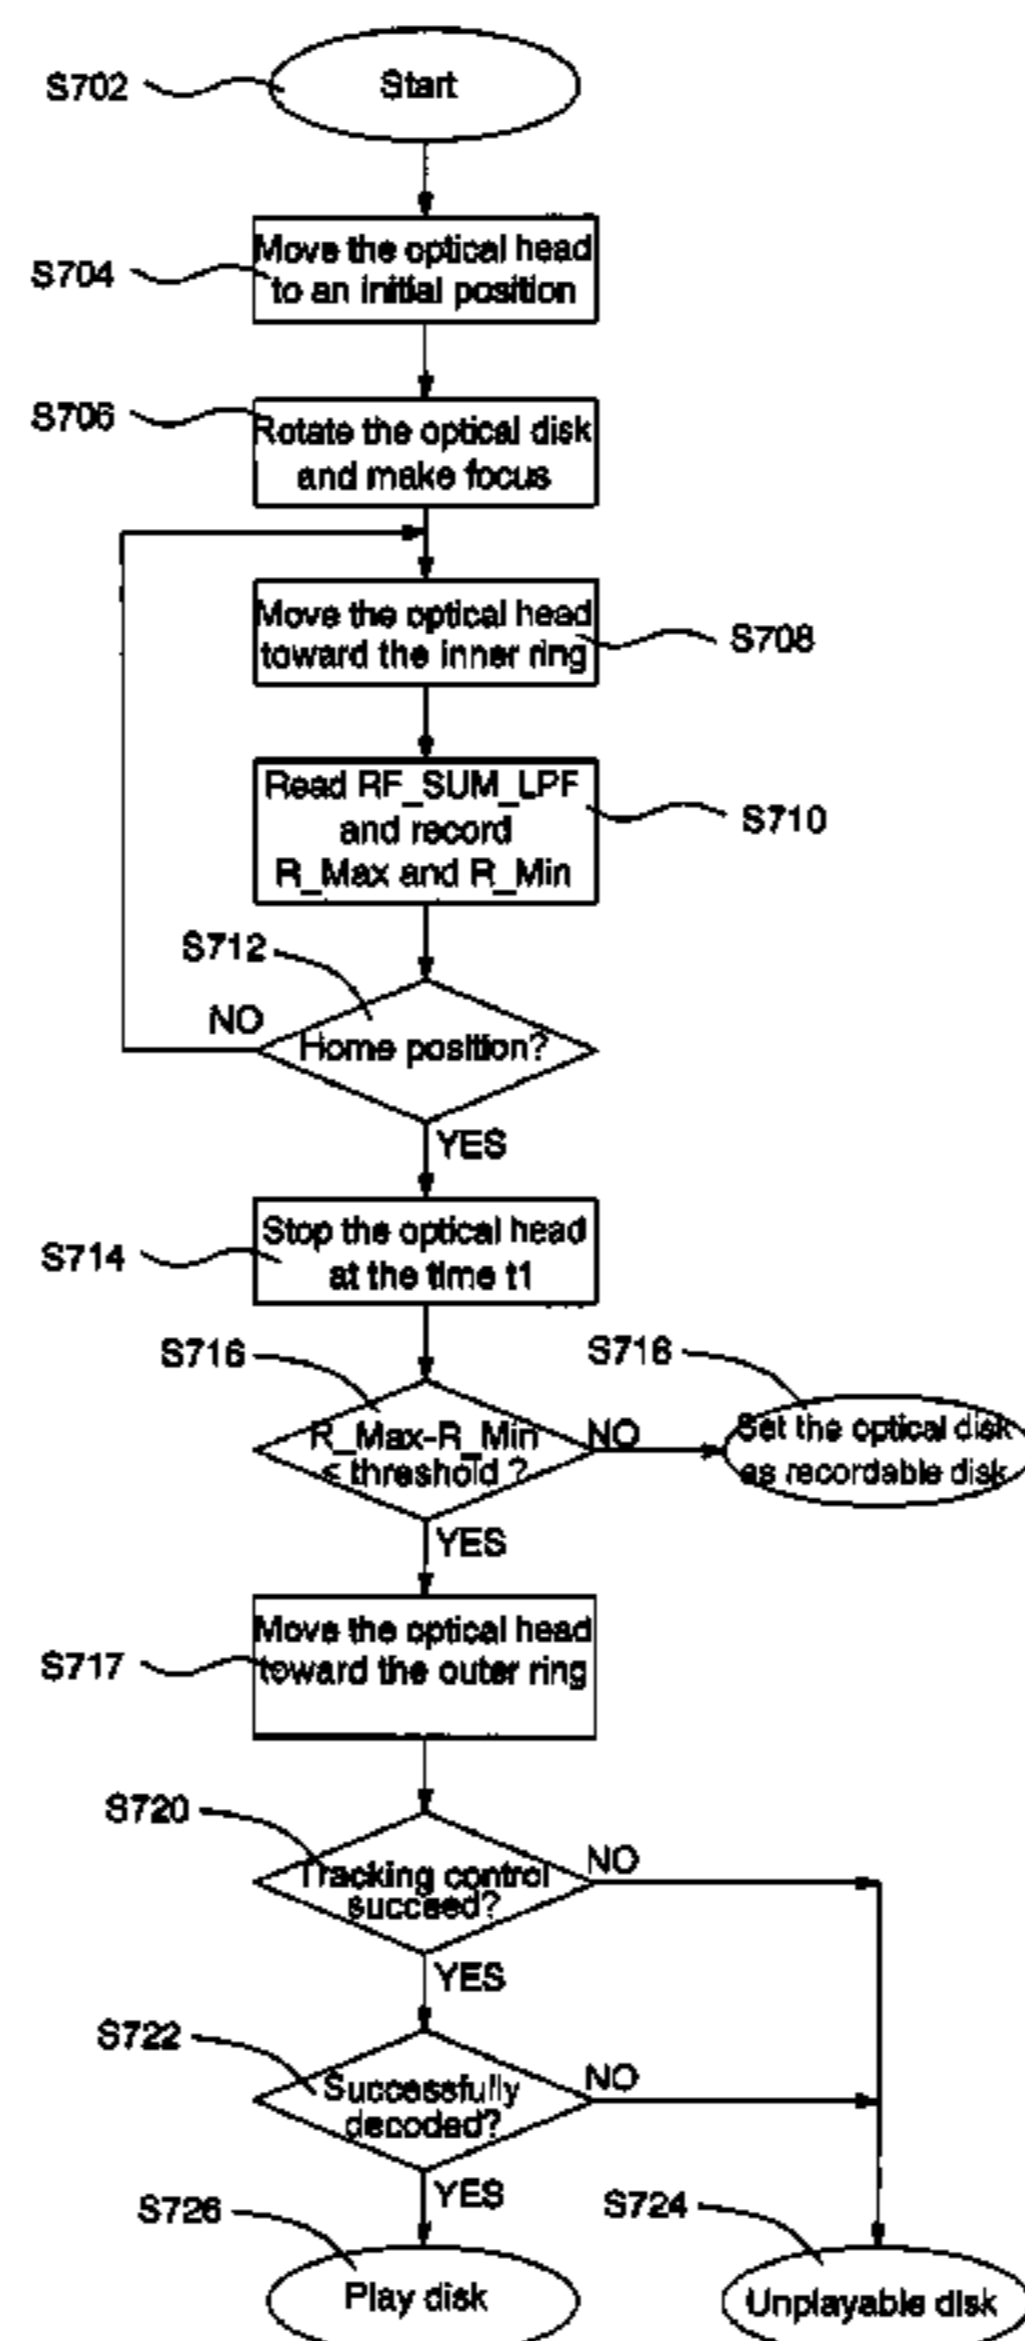 S702
Start
S704
Move the optical head
to an initial position
S706
Rotate the optical disk
and make focus
Move the optical head
toward the inner ring
S708
Read RF_SUM_LPF
and record
R_Max and R_Min
S710
S712
NO
Home position?
YES
Stop the optical head
at the time t1
S714
S716
S718
R_Max-R_Min
< threshold ?
NO
Set the optical disk
as recordable disk
YES
Move the optical head
toward the outer ring
S717
S720
NO
Tracking control
succeed?
YES
S722
NO
Successfully
decoded?
YES
S726
S724
Play disk
Unplayable disk